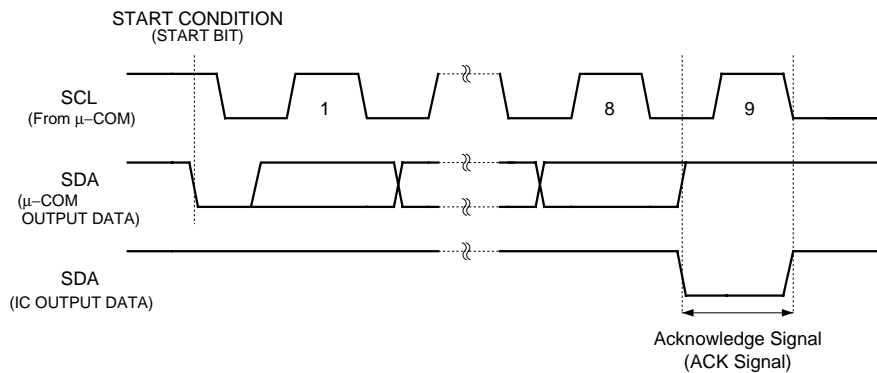 START CONDITION
(START BIT)
SCL
(From μ−COM)
1
8
9
SDA
(μ−COM
OUTPUT DATA)
SDA
(IC OUTPUT DATA)
Acknowledge Signal
(ACK Signal)